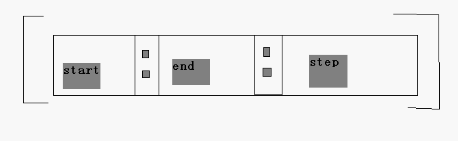 [start : end : step]